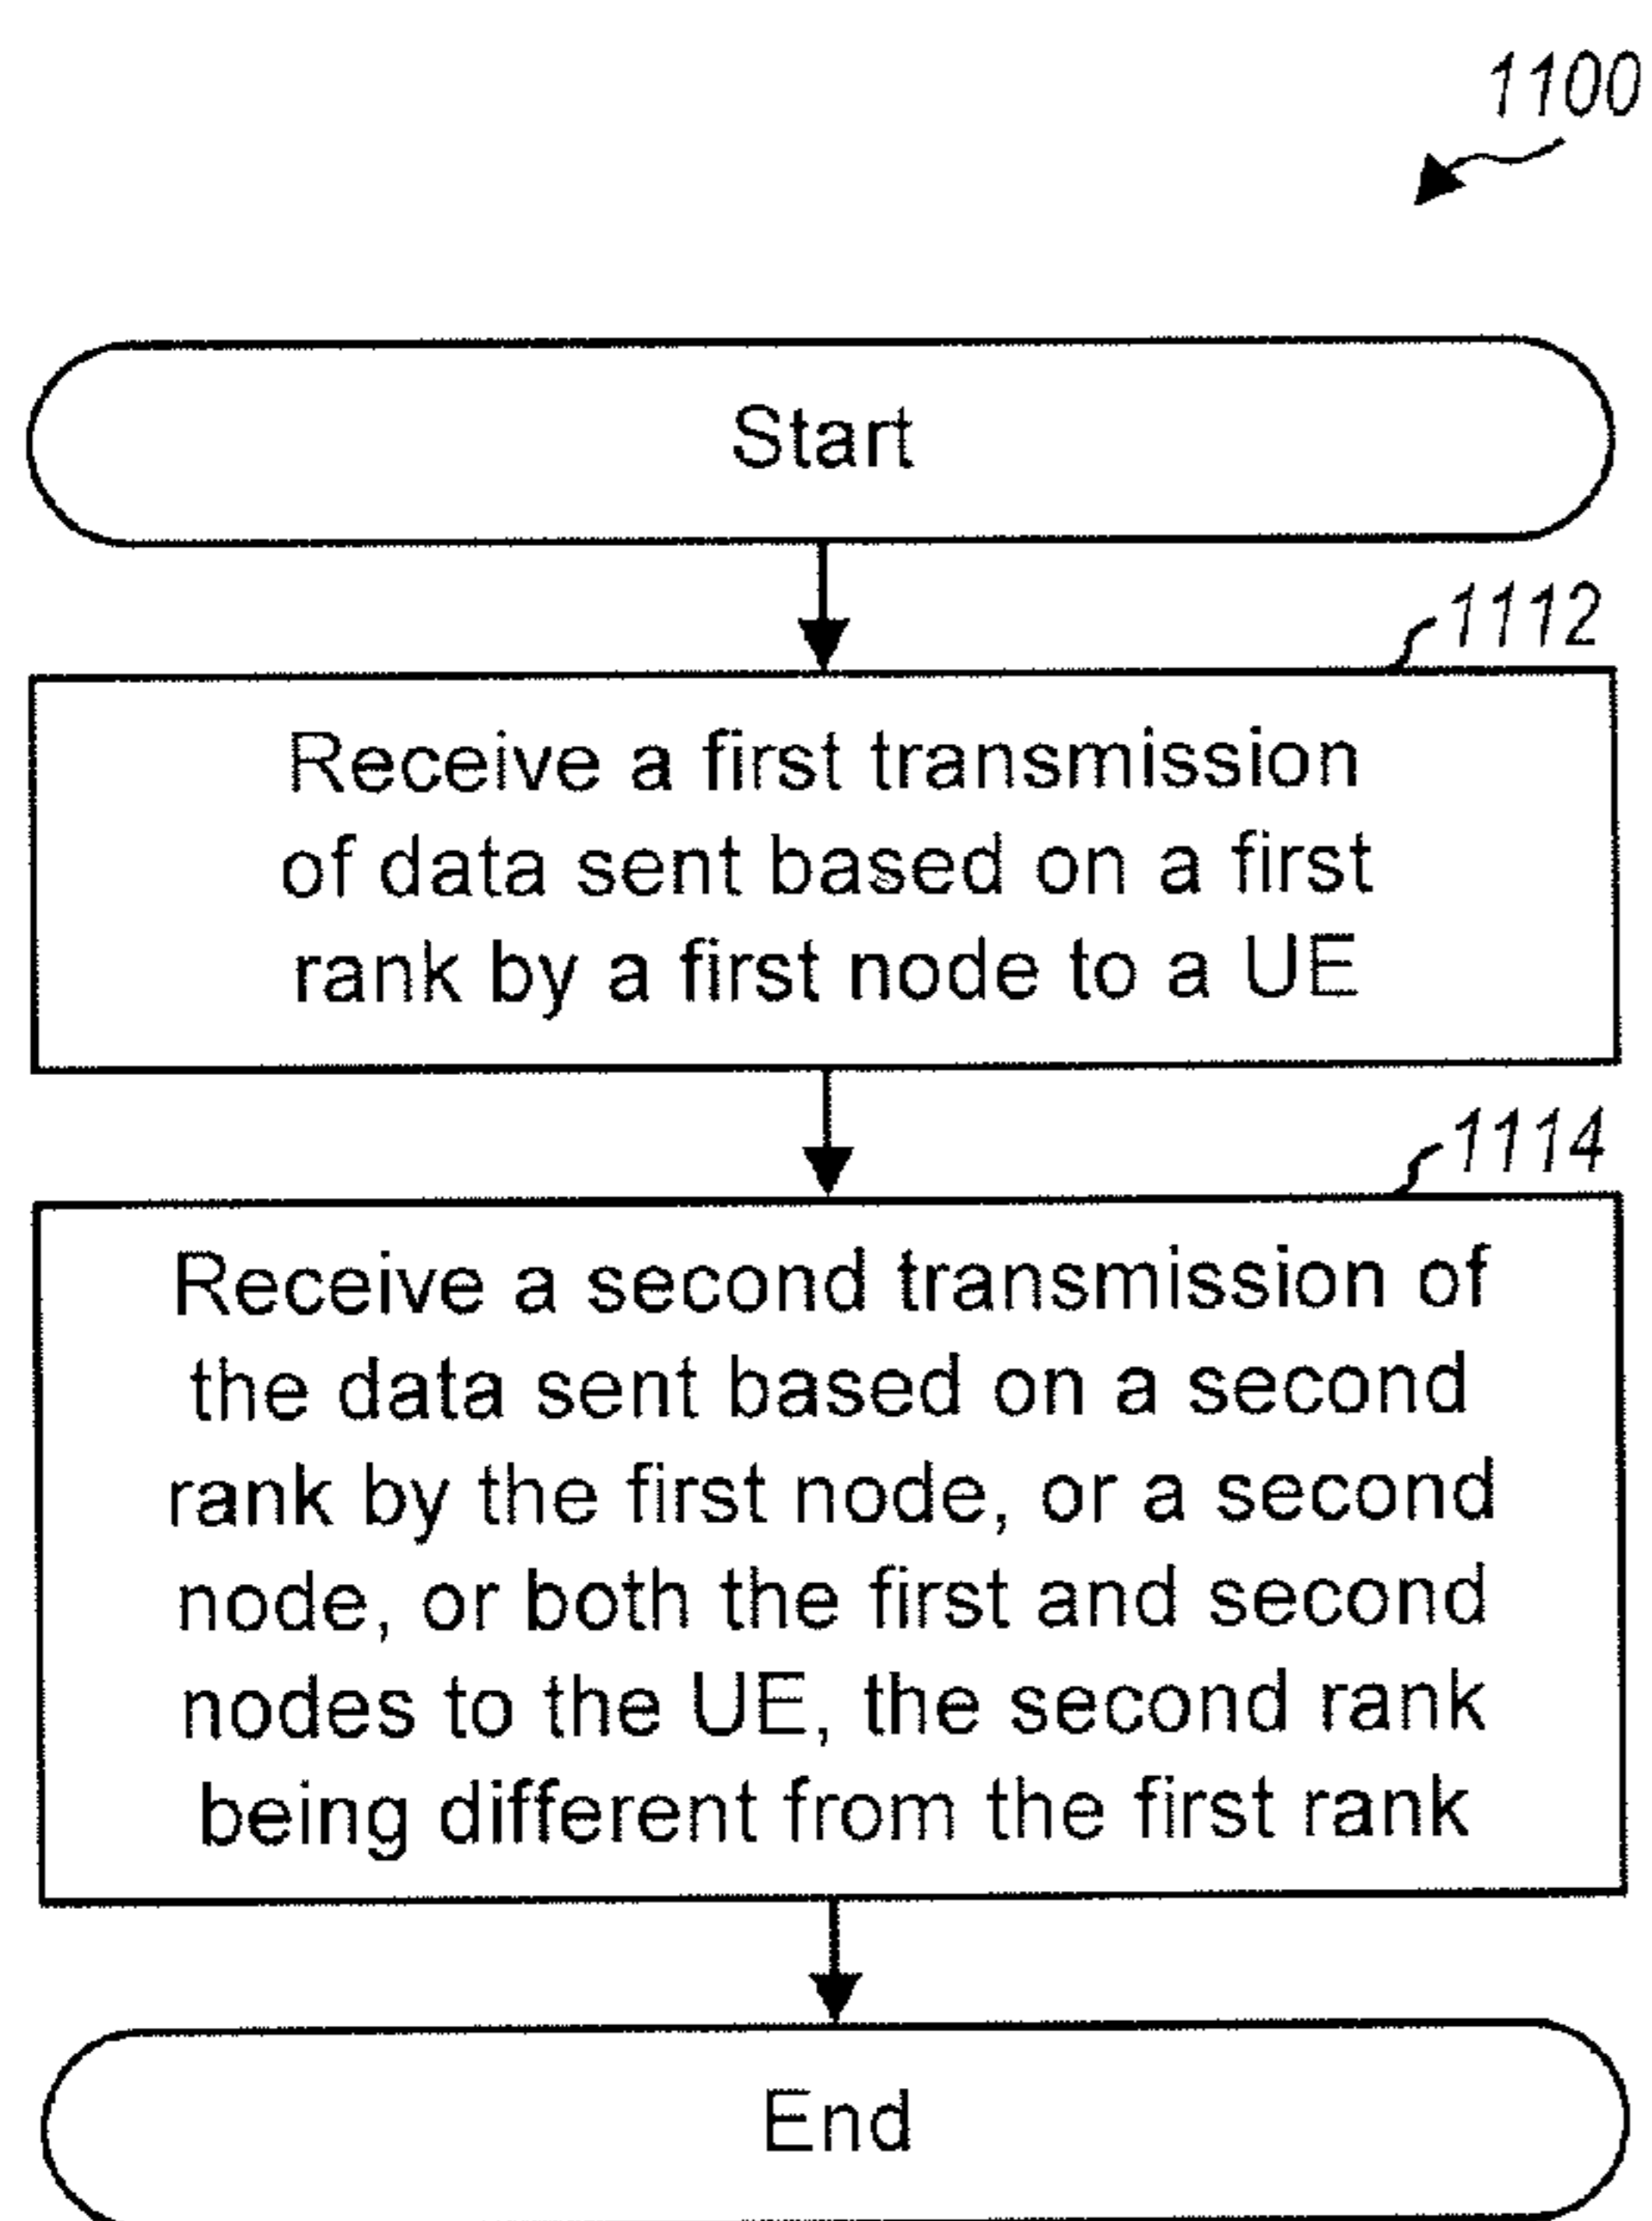 1100
Start
1112
Receive a first transmission
of data sent based on a first
rank by a first node to a UE
1114
Receive a second transmission of
the data sent based on a second
rank by the first node, or a second
node, or both the first and second
nodes to the UE, the second rank
being different from the first rank
End